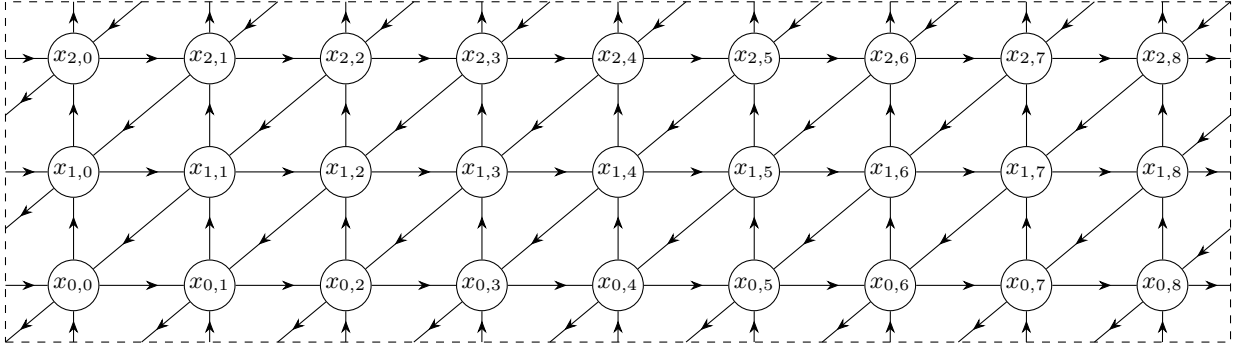 x2,0 x2,1 x2,2 x2,3 x2,4 x2,5 x2,6 x2,7 x2,8
x1,0 x1,1 x1,2 x1,3 x1,4 x1,5 x1,6 x1,7 x1,8
x0,0 x0,1 x0,2 x0,3 x0,4 x0,5 x0,6 x0,7 x0,8